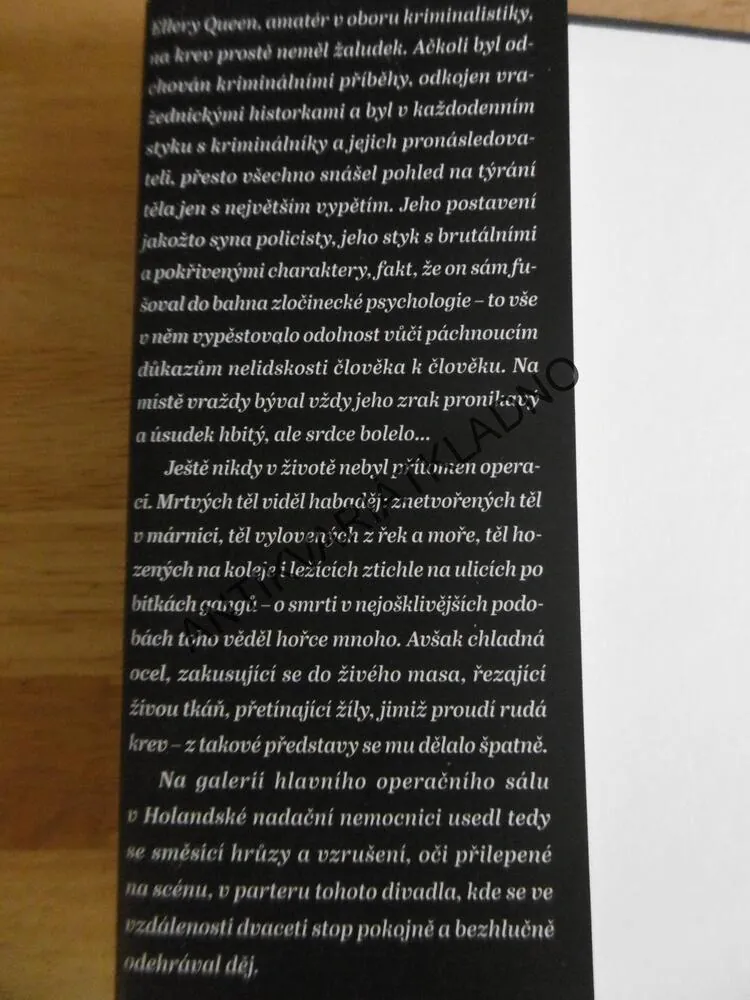 Ellery Queen, amatér v oboru kriminalistiky,
na krev prostě neměl žaludek. Ačkoli byl od-
chován kriminálními příběhy, odkojen vra-
žednickými historkami a byl v každodenním
styku s kriminálníky a jejich pronásledova-
teli, přesto všechno snášel pohled na týrání
těla jen s největším vypětím. Jeho postavení
jakožto syna policisty, jeho styk s brutálními
a pokřivenými charaktery, fakt, že on sám fu-
šoval do bahna zločinecké psychologie – to vše
v něm vypěstovalo odolnost vůči páchnoucím
důkazům nelidskosti člověka k člověku. Na
místě vraždy býval vždy jeho zrak pronikavý
a úsudek hbitý, ale srdce bolelo...
Ještě nikdy v životě nebyl přítomen opera-
ci. Mrtvých těl viděl habaděj: znetvořených těl
v márnici, těl vylovených z řek a moře, těl ho-
zených na koleje i ležících ztichle na ulicích po
bitkách gangů – o smrti v nejošklivějších podo-
bách toho věděl hořce mnoho. Avšak chladná
ocel, zakusující se do živého masa, řezající
živou tkáň, přetínající žíly, jimiž proudí rudá
krev – z takové představy se mu dělalo špatně.
Na galerii hlavního operačního sálu
v Holandské nadační nemocnici usedl tedy
se směsicí hrůzy a vzrušení, oči přilepené
na scénu, v parteru tohoto divadla, kde se ve
vzdálenosti dvaceti stop pokojně a bezhlučně
odehrával děj.
ANTIKVARIÁT KLADNO